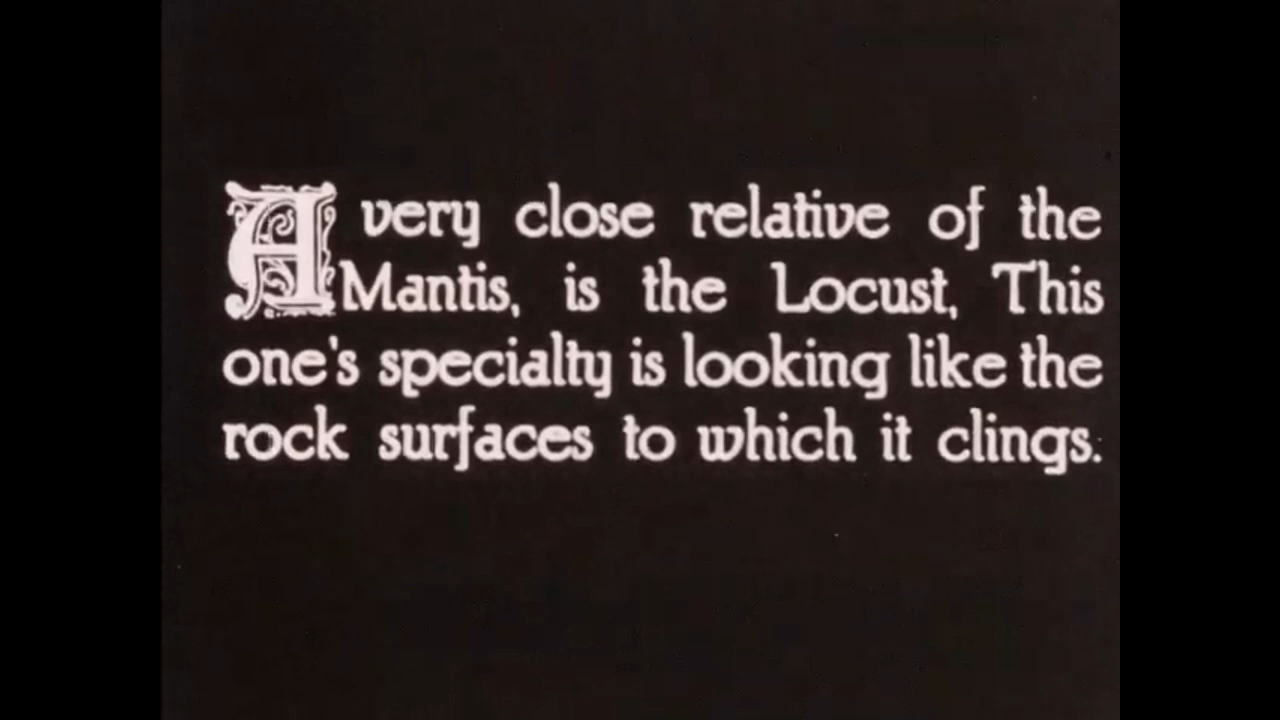 A very close relative of the
Mantis, is the Locust, This
one's specialty is looking like the
rock surfaces to which it clings.